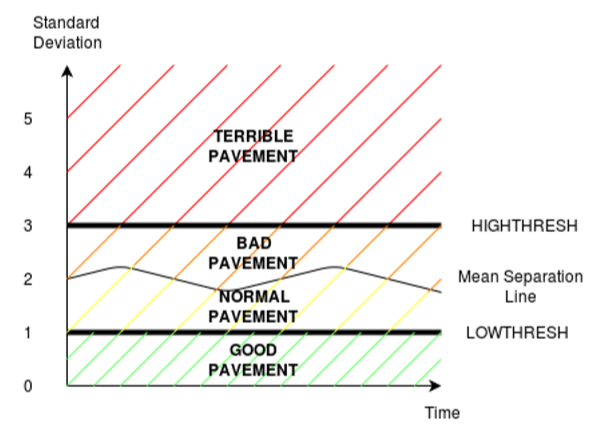 Standard
Deviation
5
TERRIBLE
PAVEMENT
4
3
HIGHTHRESH
BAD
PAVEMENT
2
Mean Separation
Line
NORMAL
PAVEMENT
1
LOWTHRESH
GOOD
PAVEMENT
0
Time